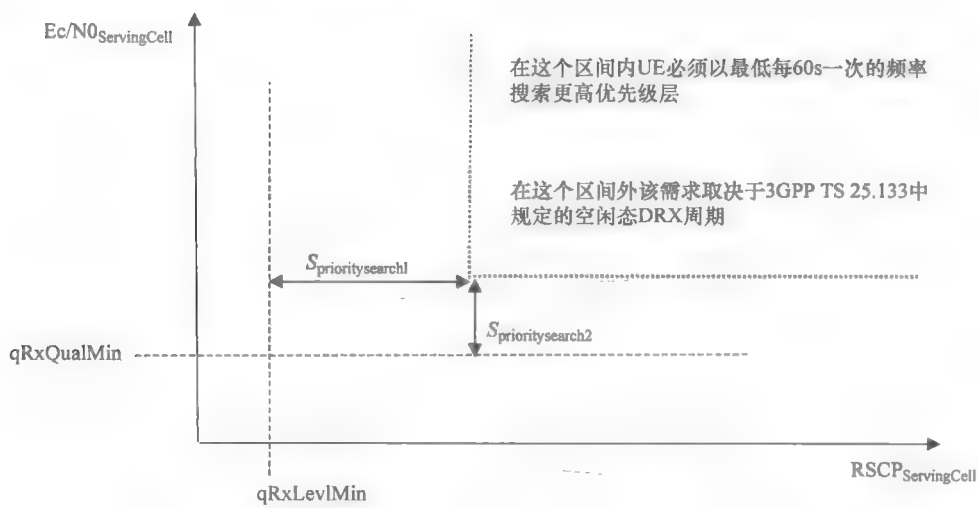 Ec/N0ServingCell
在这个区间内UE必须以最低每60s一次的频率
搜索更高优先级层
在这个区间外该需求取决于3GPP TS 25.133中
规定的空闲态DRX周期
Sprioritysearch1
Sprioritysearch2
qRxQualMin
RSCPServingCell
qRxLevlMin